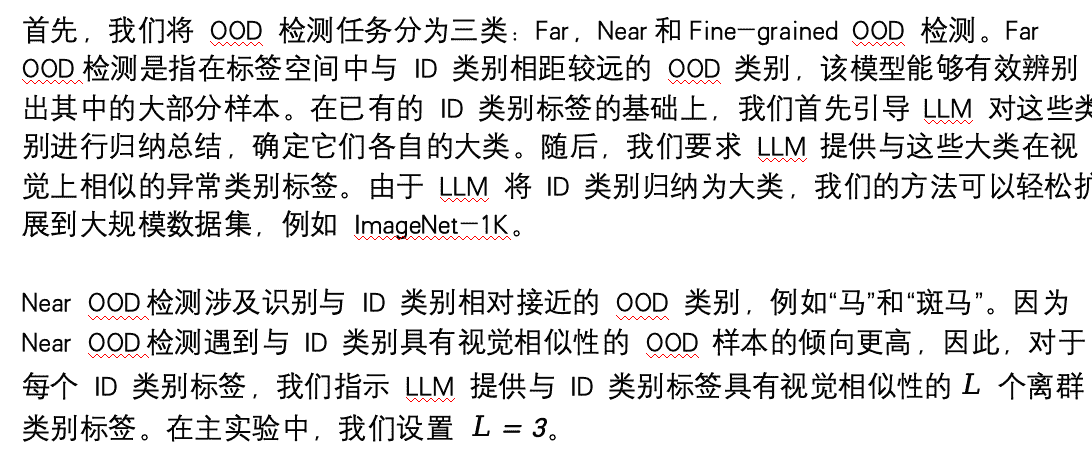 首先，我们将 OOD 检测任务分为三类：Far，Near 和 Fine-grained OOD 检测。Far
OOD 检测是指在标签空间中与 ID 类别相距较远的 OOD 类别，该模型能够有效辨别
出其中的大部分样本。在已有的 ID 类别标签的基础上，我们首先引导 LLM 对这些类
别进行归纳总结，确定它们各自的大类。随后，我们要求 LLM 提供与这些大类在视
觉上相似的异常类别标签。由于 LLM 将 ID 类别归纳为大类，我们的方法可以轻松扩
展到大规模数据集，例如 ImageNet-1K。
Near OOD 检测涉及识别与 ID 类别相对接近的 OOD 类别，例如“马”和“斑马”。因为
Near OOD 检测遇到与 ID 类别具有视觉相似性的 OOD 样本的倾向更高，因此，对于
每个 ID 类别标签，我们指示 LLM 提供与 ID 类别标签具有视觉相似性的 L 个离群
类别标签。在主实验中，我们设置 L = 3。